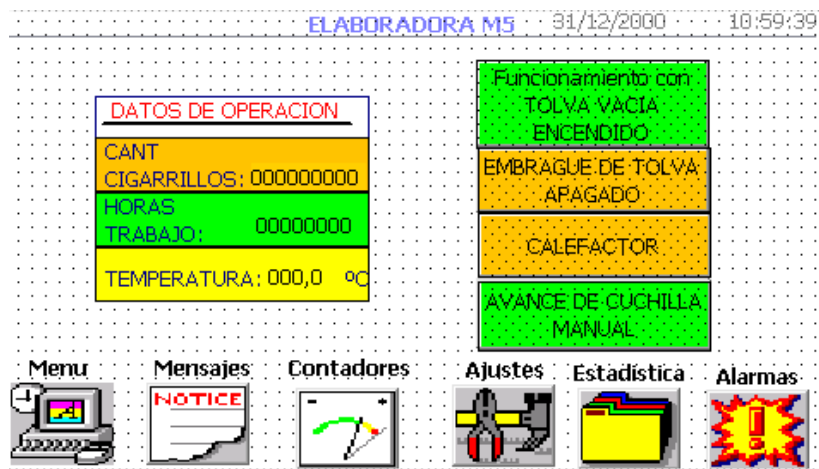 ELABORADORA M5 31/12/2000 10:59:39
DATOS DE OPERACION
CANT
CIGARRILLOS: 000000000
HORAS
TRABAJO: 00000000
TEMPERATURA: 000,0 ºC
Funcionamiento con
TOLVA VACIA
ENCENDIDO
EMBRAGUE DE TOLVA
APAGADO
CALEFACTOR
AVANCE DE CUCHILLA
MANUAL
Menu Mensajes Contadores Ajustes Estadística Alarmas
NOTICE
- +